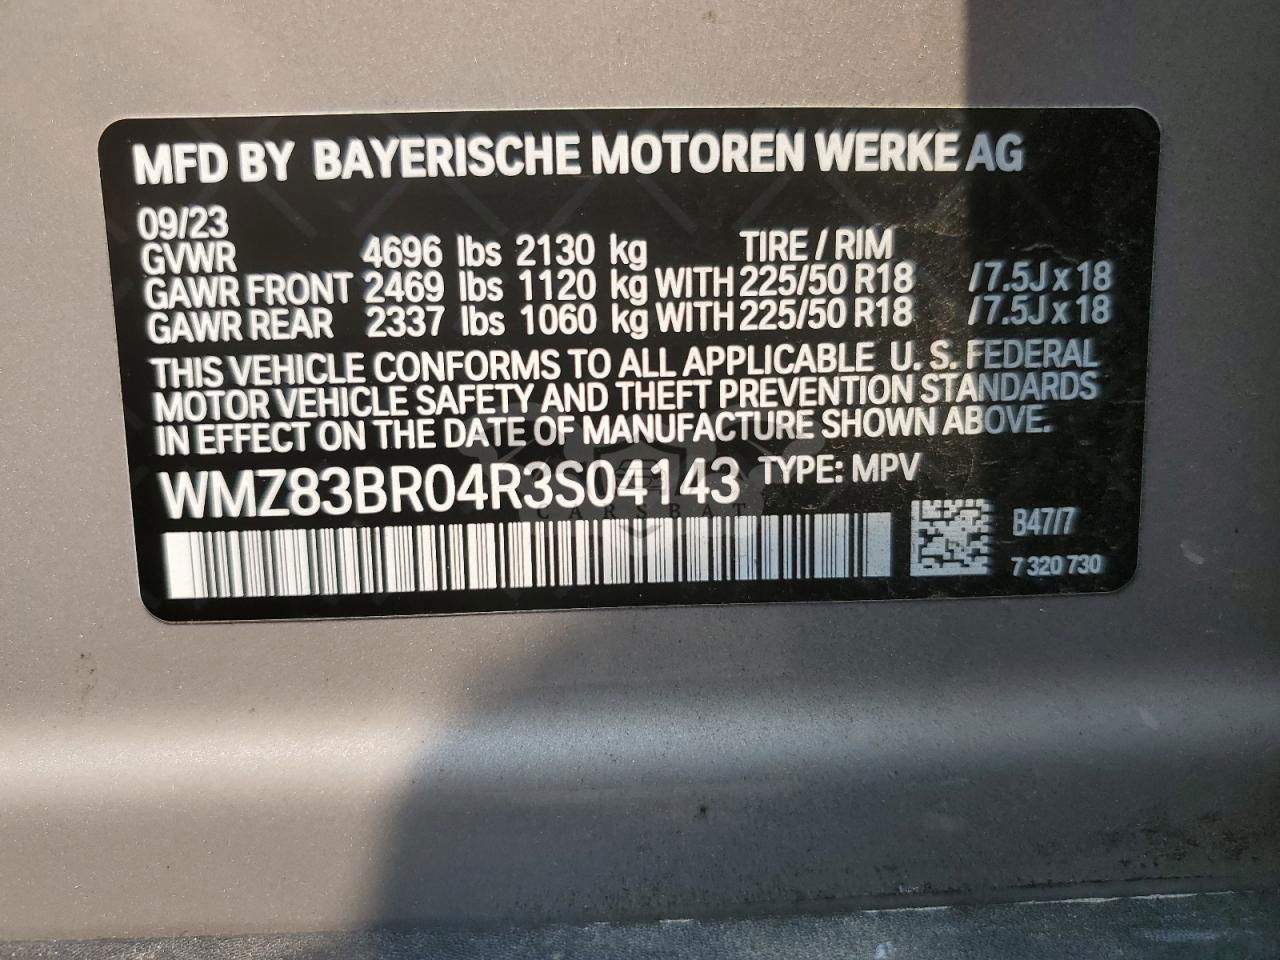 MFD BY BAYERISCHE MOTOREN WERKE AG
09/23
GVWR 4696 lbs 2130 kg TIRE / RIM
GAWR FRONT 2469 lbs 1120 kg WITH 225/50 R18 /7.5J x 18
GAWR REAR 2337 lbs 1060 kg WITH 225/50 R18 /7.5J x 18
THIS VEHICLE CONFORMS TO ALL APPLICABLE U. S. FEDERAL
MOTOR VEHICLE SAFETY AND THEFT PREVENTION STANDARDS
IN EFFECT ON THE DATE OF MANUFACTURE SHOWN ABOVE.
WMZ83BR04R3S04143 TYPE: MPV
CARSBAT
B47/7
7 320 730